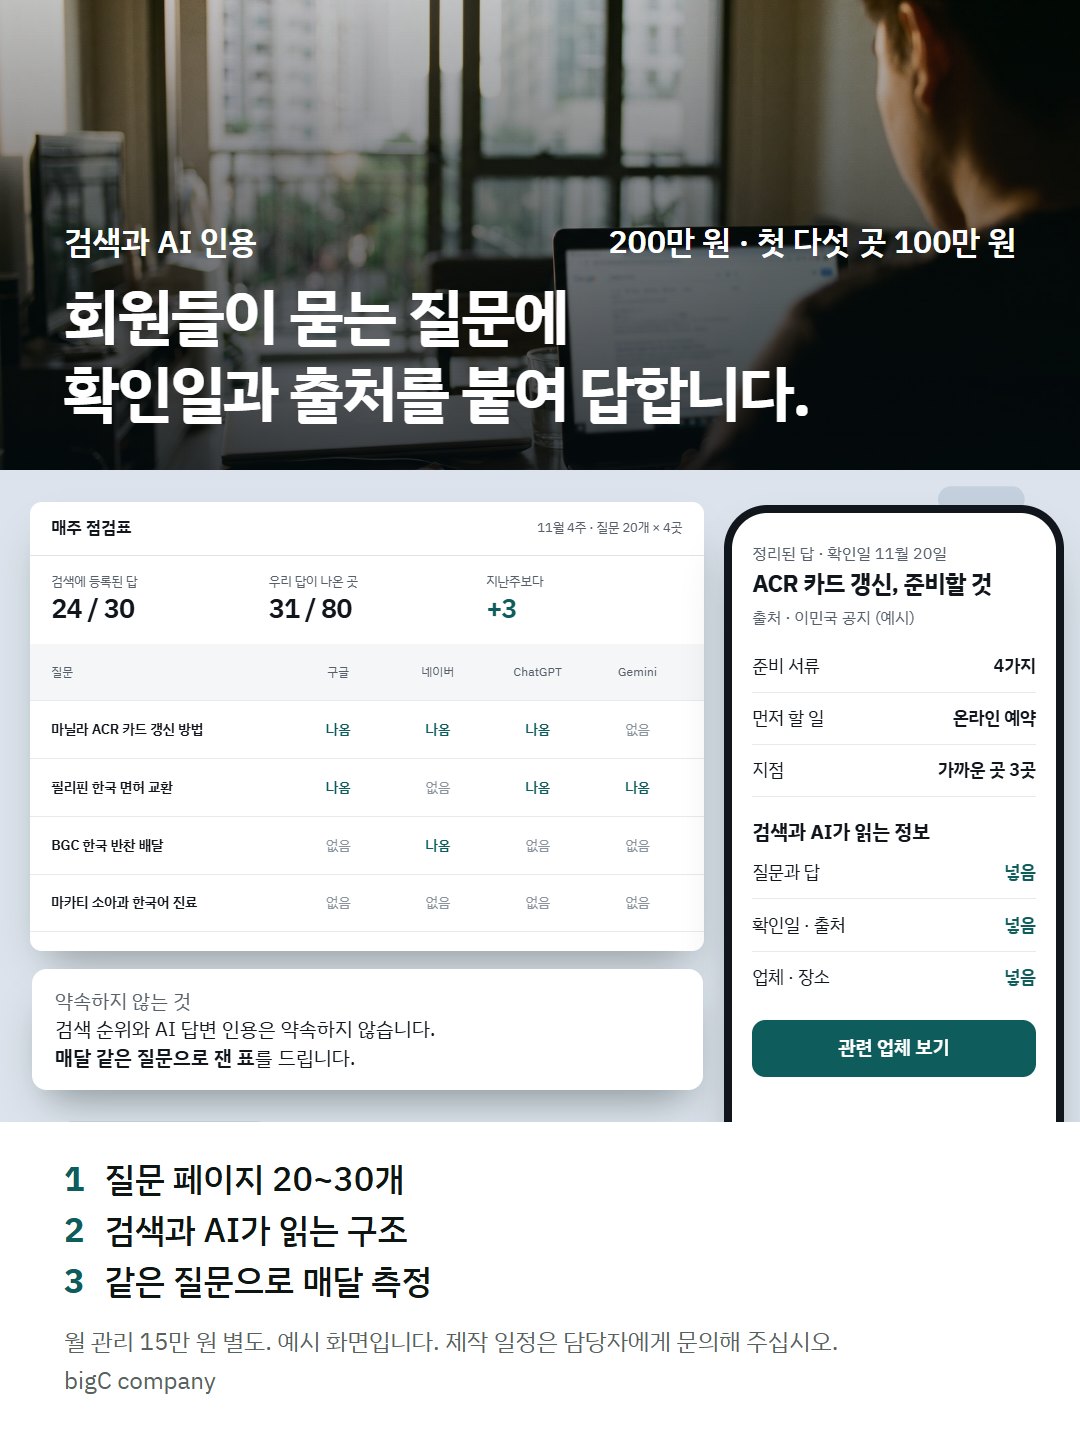 검색과 AI 인용
200만 원 · 첫 다섯 곳 100만 원
회원들이 묻는 질문에
확인일과 출처를 붙여 답합니다.
매주 점검표
11월 4주 · 질문 20개 × 4곳
검색에 등록된 답
우리 답이 나온 곳
지난주보다
24 / 30
31 / 80
+3
질문 구글 네이버 ChatGPT Gemini
마닐라 ACR 카드 갱신 방법 나옴 나옴 나옴 없음
필리핀 한국 면허 교환 나옴 없음 나옴 나옴
BGC 한국 반찬 배달 없음 나옴 없음 없음
마카티 소아과 한국어 진료 없음 없음 없음 없음
약속하지 않는 것
검색 순위와 AI 답변 인용은 약속하지 않습니다.
매달 같은 질문으로 잰 표를 드립니다.
정리된 답 · 확인일 11월 20일
ACR 카드 갱신, 준비할 것
출처 · 이민국 공지 (예시)
준비 서류 4가지
먼저 할 일 온라인 예약
지점 가까운 곳 3곳
검색과 AI가 읽는 정보
질문과 답 넣음
확인일 · 출처 넣음
업체 · 장소 넣음
관련 업체 보기
1 질문 페이지 20~30개
2 검색과 AI가 읽는 구조
3 같은 질문으로 매달 측정
월 관리 15만 원 별도. 예시 화면입니다. 제작 일정은 담당자에게 문의해 주십시오.
bigC company